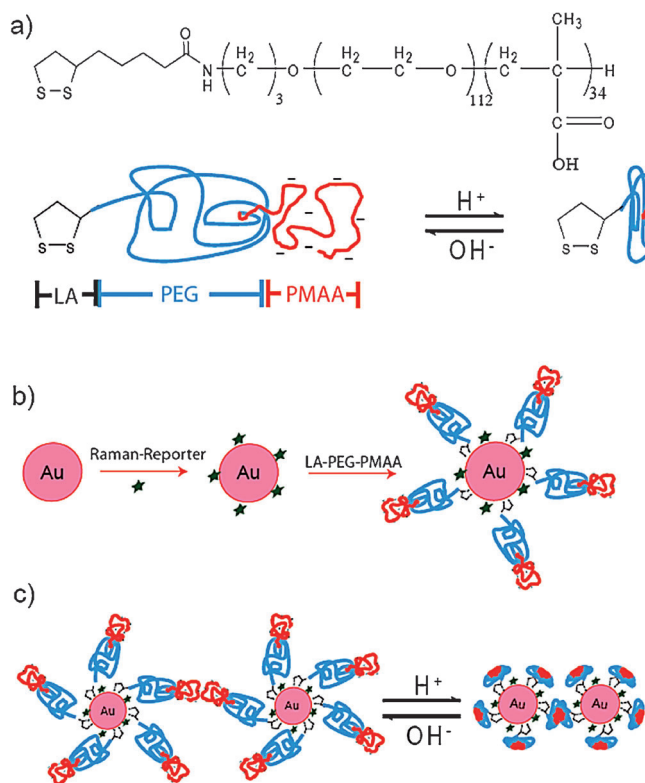 a)
O
CH3
N
H
H2
C
3
O
H2
C
H2
C
O
112
H2
C
C
H
34
S-S
C
O
OH
H+
OH-
S-S
S-S
LA
PEG
PMAA
b)
Au
Raman-Reporter
Au
LA-PEG-PMAA
Au
c)
Au
Au
H+
OH-
Au
Au